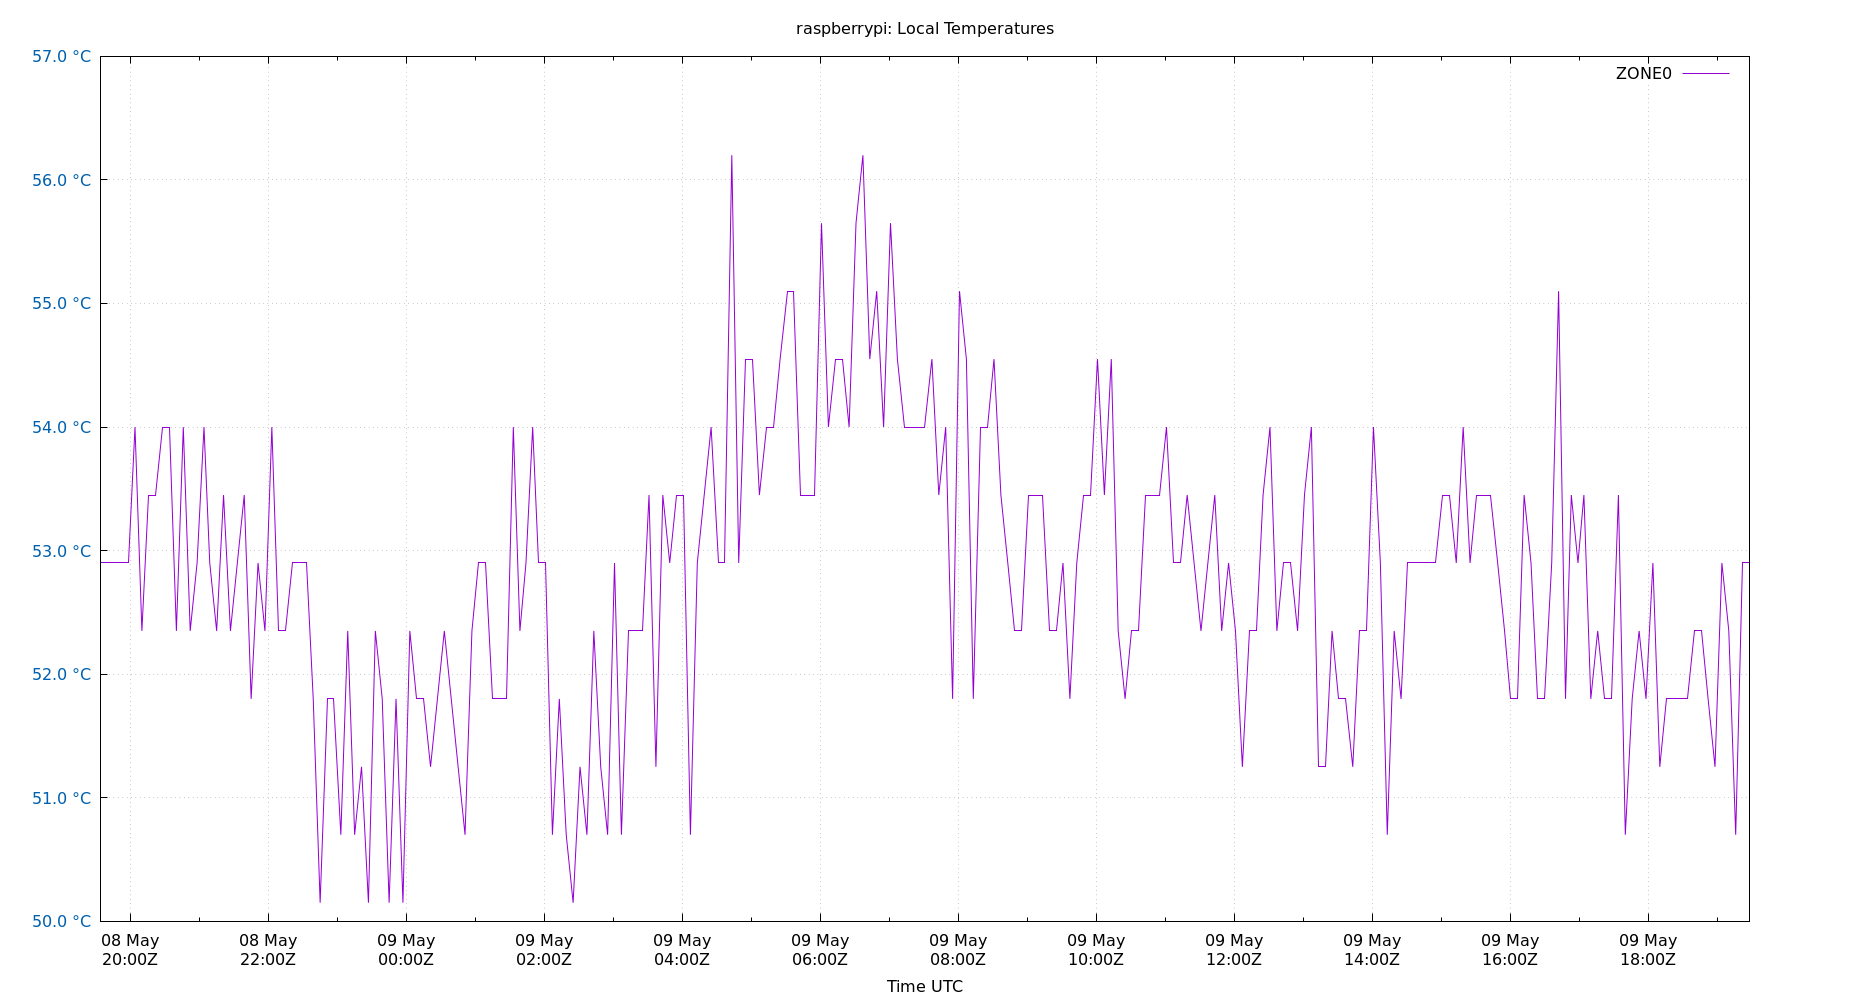 raspberrypi: Local Temperatures
57.0 °C
ZONE0
56.0 °C
55.0 °C
54.0 °C
53.0 °C
52.0 °C
51.0 °C
50.0 °C
08 May 08 May 09 May 09 May 09 May 09 May 09 May 09 May 09 May 09 May 09 May 09 May
20:00Z 22:00Z 00:00Z 02:00Z 04:00Z 06:00Z 08:00Z 10:00Z 12:00Z 14:00Z 16:00Z 18:00Z
Time UTC